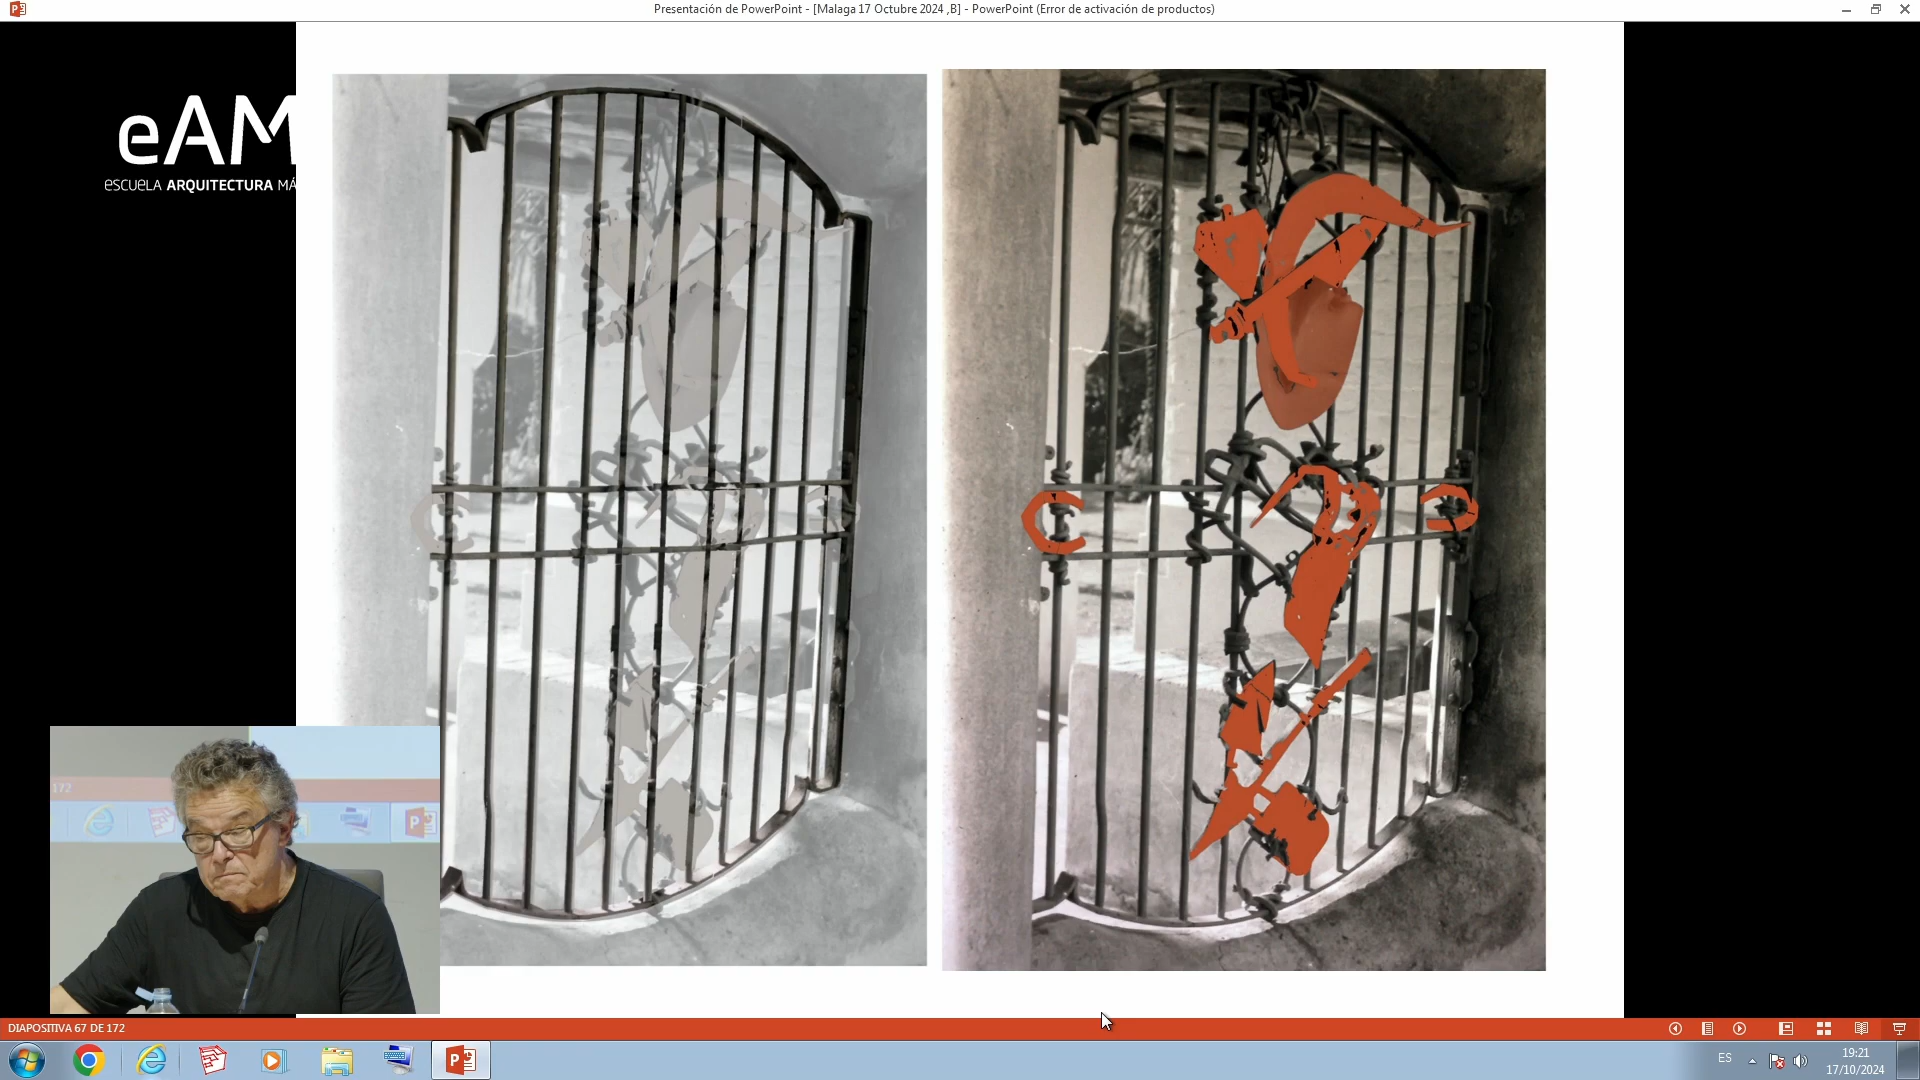 Presentación de PowerPoint - [Malaga 17 Octubre 2024 ,B] - PowerPoint (Error de activación de productos)
eAM
escuela ARQUITECTURA MÁ
172
DIAPOSITIVA 67 DE 172
ES
19:21
17/10/2024